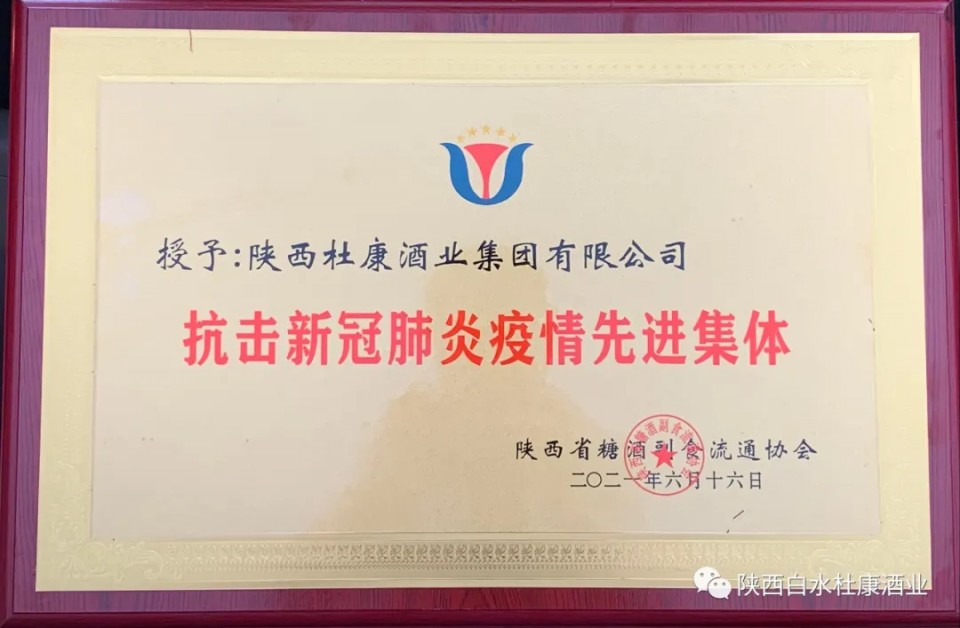 授予:陕西杜康酒业集团有限公司
抗击新冠肺炎疫情先进集体
陕西省糖酒副食流通协会
二〇二一年六月十六日
陕西白水杜康酒业